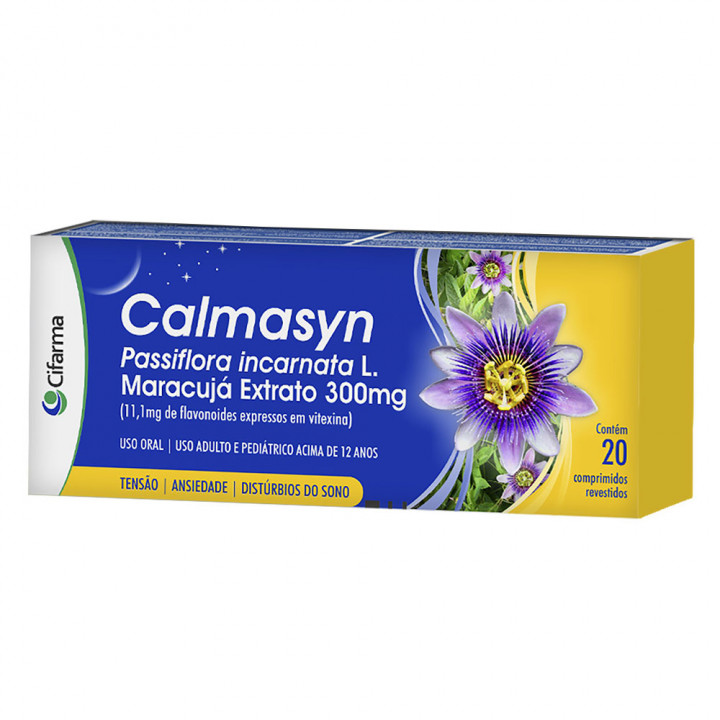 Cifarma
Calmasyn
Passiflora incarnata L.
Maracujá Extrato 300mg
(11,1mg de flavonoides expressos em vitexina)
USO ORAL | USO ADULTO E PEDIÁTRICO ACIMA DE 12 ANOS
TENSÃO | ANSIEDADE | DISTÚRBIOS DO SONO
Contém
20
comprimidos
revestidos